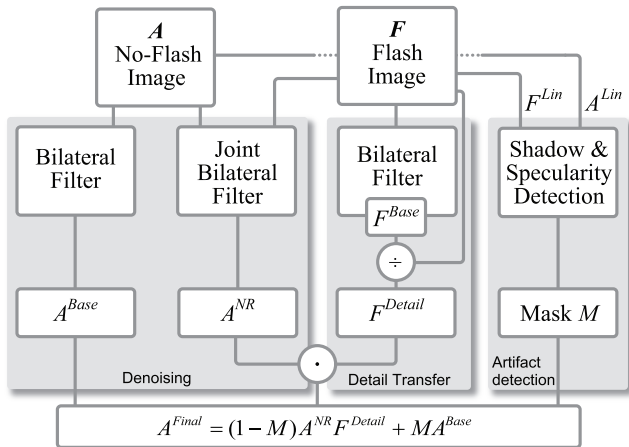 A
No-Flash
Image
F
Flash
Image
F^Lin
A^Lin
Bilateral
Filter
Joint
Bilateral
Filter
Bilateral
Filter
F^Base
Shadow &
Specularity
Detection
÷
A^Base
A^NR
F^Detail
Mask M
·
Denoising
Detail Transfer
Artifact
detection
A^Final = (1 − M)A^NR F^Detail + MA^Base